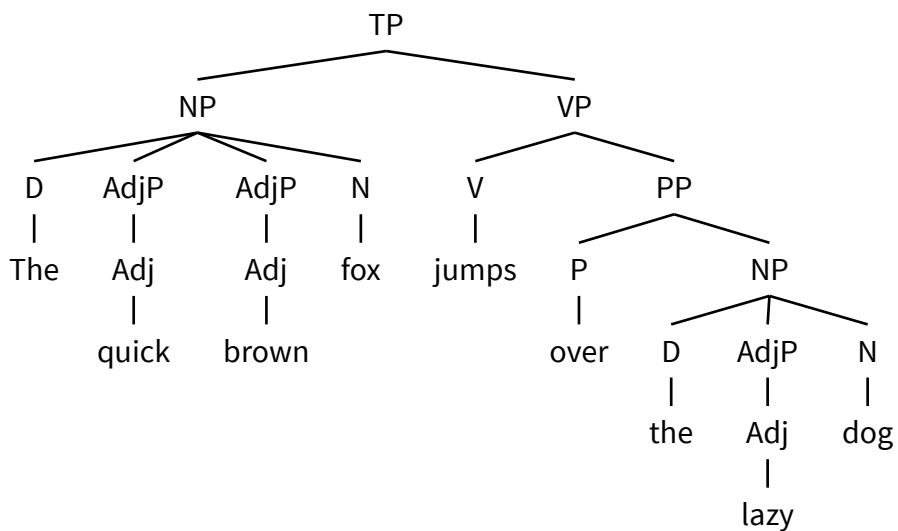 TP
NP VP
D AdjP AdjP N V PP
The Adj Adj fox jumps P NP
quick brown over D AdjP N
the Adj dog
lazy